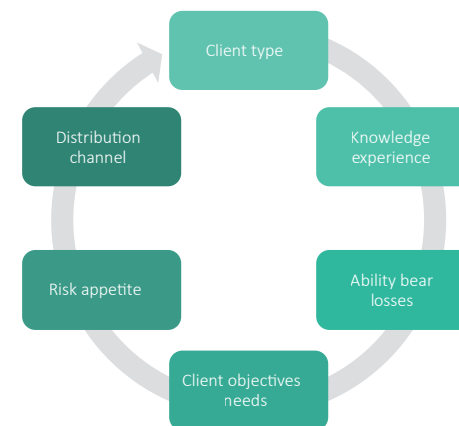 Client type
Knowledge
experience
Ability bear
losses
Client objectives
needs
Risk appetite
Distribution
channel